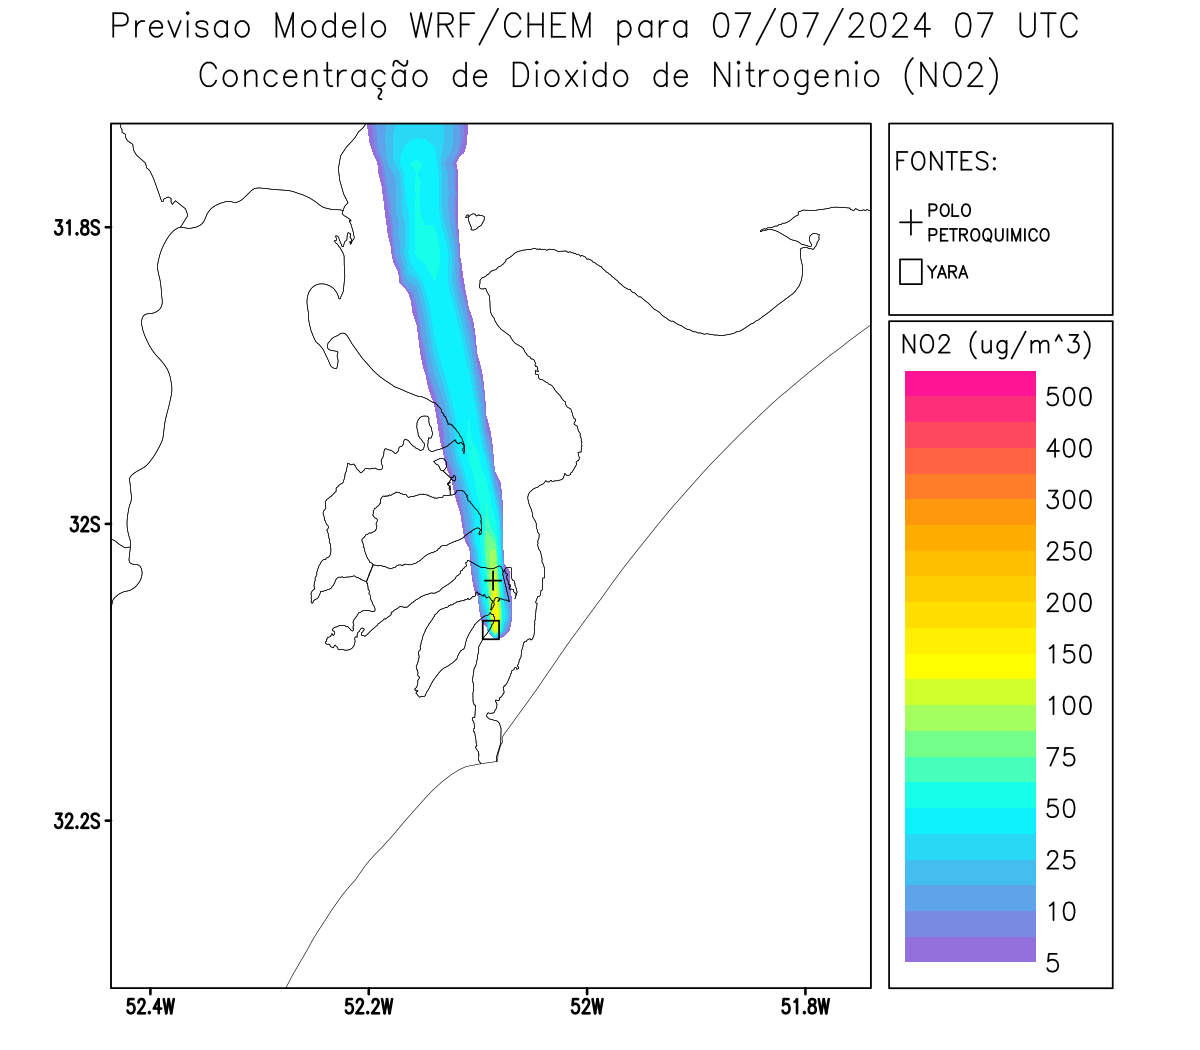 Previsao Modelo WRF/CHEM para 07/07/2024 07 UTC
Concentração de Dioxido de Nitrogenio (NO2)
FONTES:
POLO
PETROQUIMICO
YARA
NO2 (ug/m^3)
500
400
300
250
200
150
100
75
50
25
10
5
31.8S
32S
32.2S
52.4W
52.2W
52W
51.8W